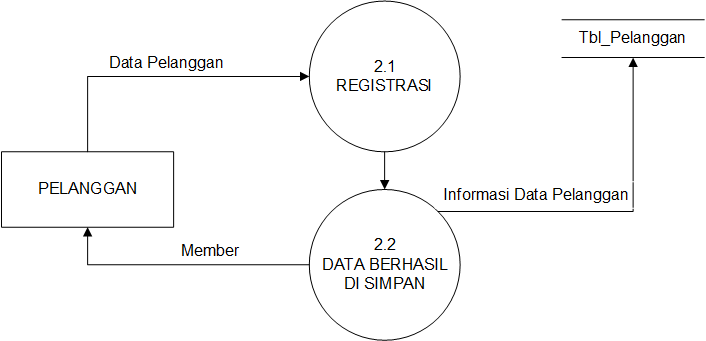 Tbl_Pelanggan
Data Pelanggan
2.1
REGISTRASI
PELANGGAN
Informasi Data Pelanggan
Member
2.2
DATA BERHASIL
DI SIMPAN